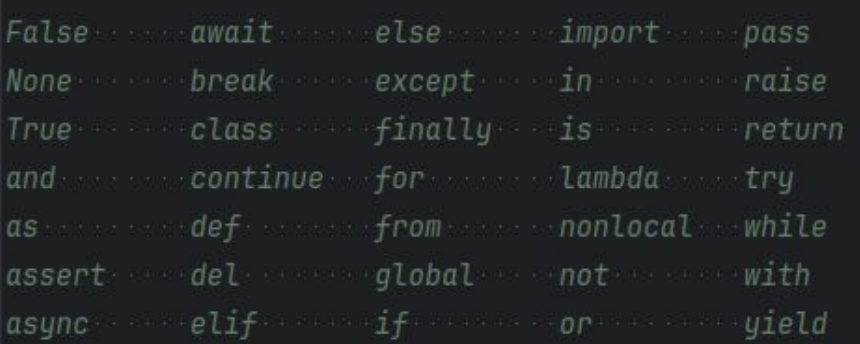 False await else import pass
None break except in raise
True class finally is return
and continue for lambda try
as def from nonlocal while
assert del global not with
async elif if or yield